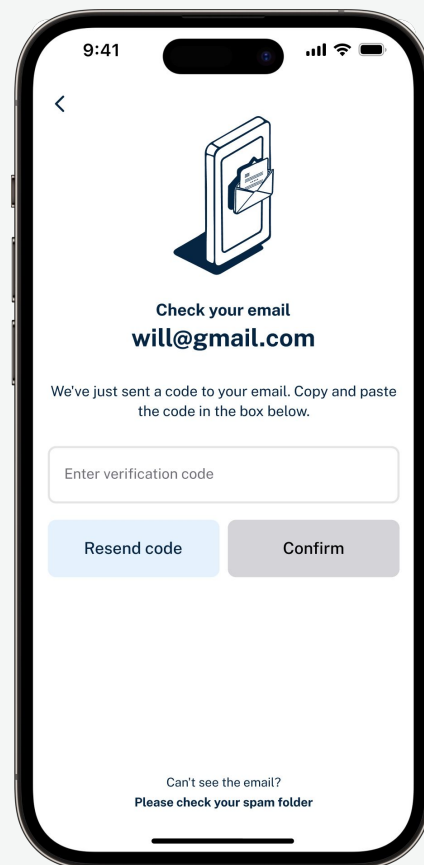 9:41
Check your email
will@gmail.com
We've just sent a code to your email. Copy and paste
the code in the box below.
Enter verification code
Resend code
Confirm
Can't see the email?
Please check your spam folder